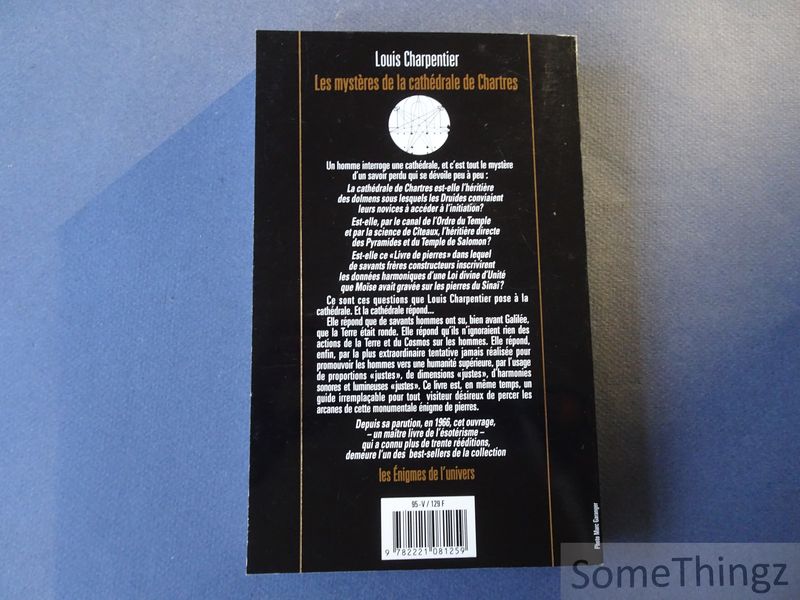 Louis Charpentier
Les mystères de la cathédrale de Chartres
Un homme interroge une cathédrale, et c'est tout le mystère
d'un savoir perdu qui se dévoile peu à peu :
La cathédrale de Chartres est-elle l'héritière
des dolmens sous lesquels les Druides conviaient
leurs novices à accéder à l'initiation?
Est-elle, par le canal de l'Ordre du Temple
et par la science de Cîteaux, l'héritière directe
des Pyramides et du Temple de Salomon?
Est-elle ce «Livre de pierres» dans lequel
de savants frères constructeurs inscrivirent
les données harmoniques d'une Loi divine d'Unité
que Moïse avait gravée sur les pierres du Sinaï?
Ce sont ces questions que Louis Charpentier pose à la
cathédrale. Et la cathédrale répond...
Elle répond que de savants hommes ont su, bien avant Galilée,
que la Terre était ronde. Elle répond qu'ils n'ignoraient rien des
actions de la Terre et du Cosmos sur les hommes. Elle répond,
enfin, par la plus extraordinaire tentative jamais réalisée pour
promouvoir les hommes vers une humanité supérieure, par l'usage
de proportions «justes», de dimensions «justes», d'harmonies
sonores et lumineuses «justes». Ce livre est, en même temps, un
guide irremplaçable pour tout visiteur désireux de percer les
arcanes de cette monumentale énigme de pierres.
Depuis sa parution, en 1966, cet ouvrage,
– un maître livre de l'ésotérisme –
qui a connu plus de trente rééditions,
demeure l'un des best-sellers de la collection
les Énigmes de l'univers
95-V / 129 F
9 782221 081259
Photo Marc Garanger
SomeThingz